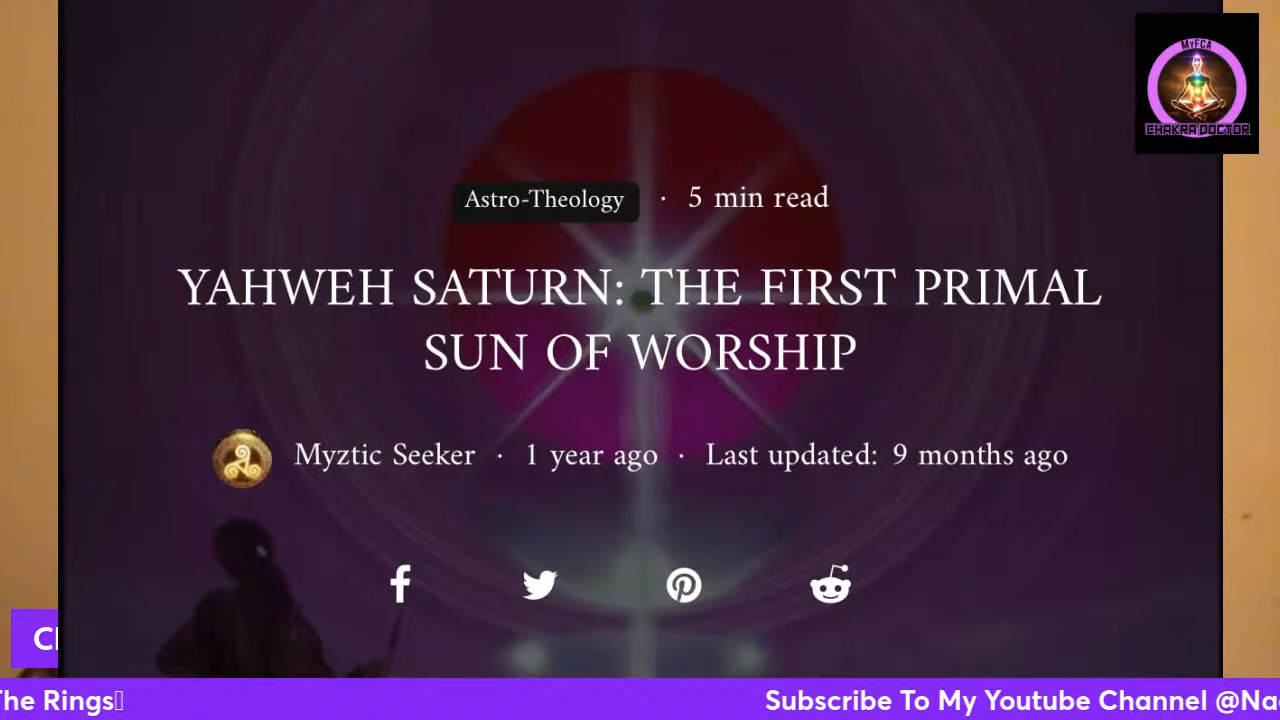 MYFCA
CHAKRA DOCTOR
Astro-Theology · 5 min read
YAHWEH SATURN: THE FIRST PRIMAL
SUN OF WORSHIP
Myztic Seeker · 1 year ago · Last updated: 9 months ago
The Rings
Subscribe To My Youtube Channel